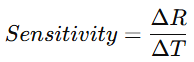 Sensitivity = ΔR/ΔT